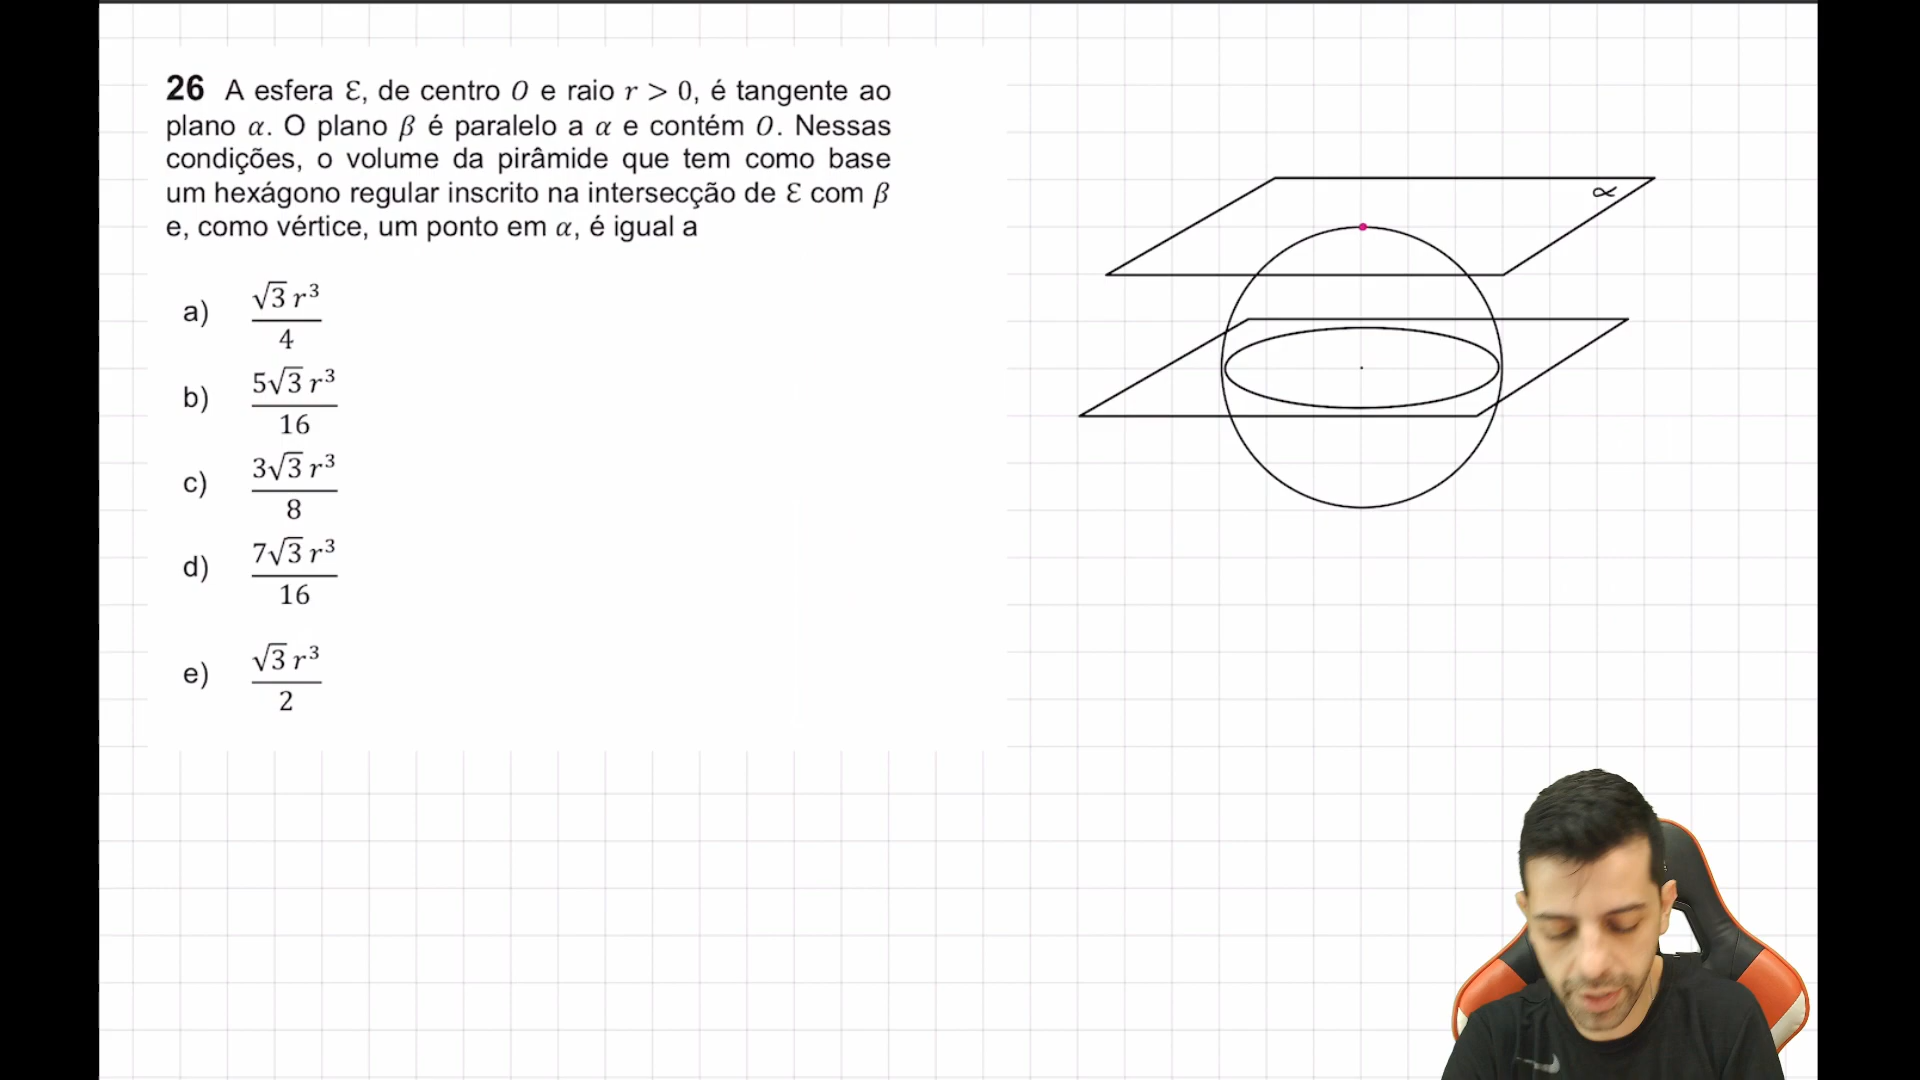 26 A esfera Ɛ, de centro O e raio r > 0, é tangente ao
plano α. O plano β é paralelo a α e contém O. Nessas
condições, o volume da pirâmide que tem como base
um hexágono regular inscrito na intersecção de Ɛ com β
e, como vértice, um ponto em α, é igual a
a) √3 r³/4
b) 5√3 r³/16
c) 3√3 r³/8
d) 7√3 r³/16
e) √3 r³/2
α